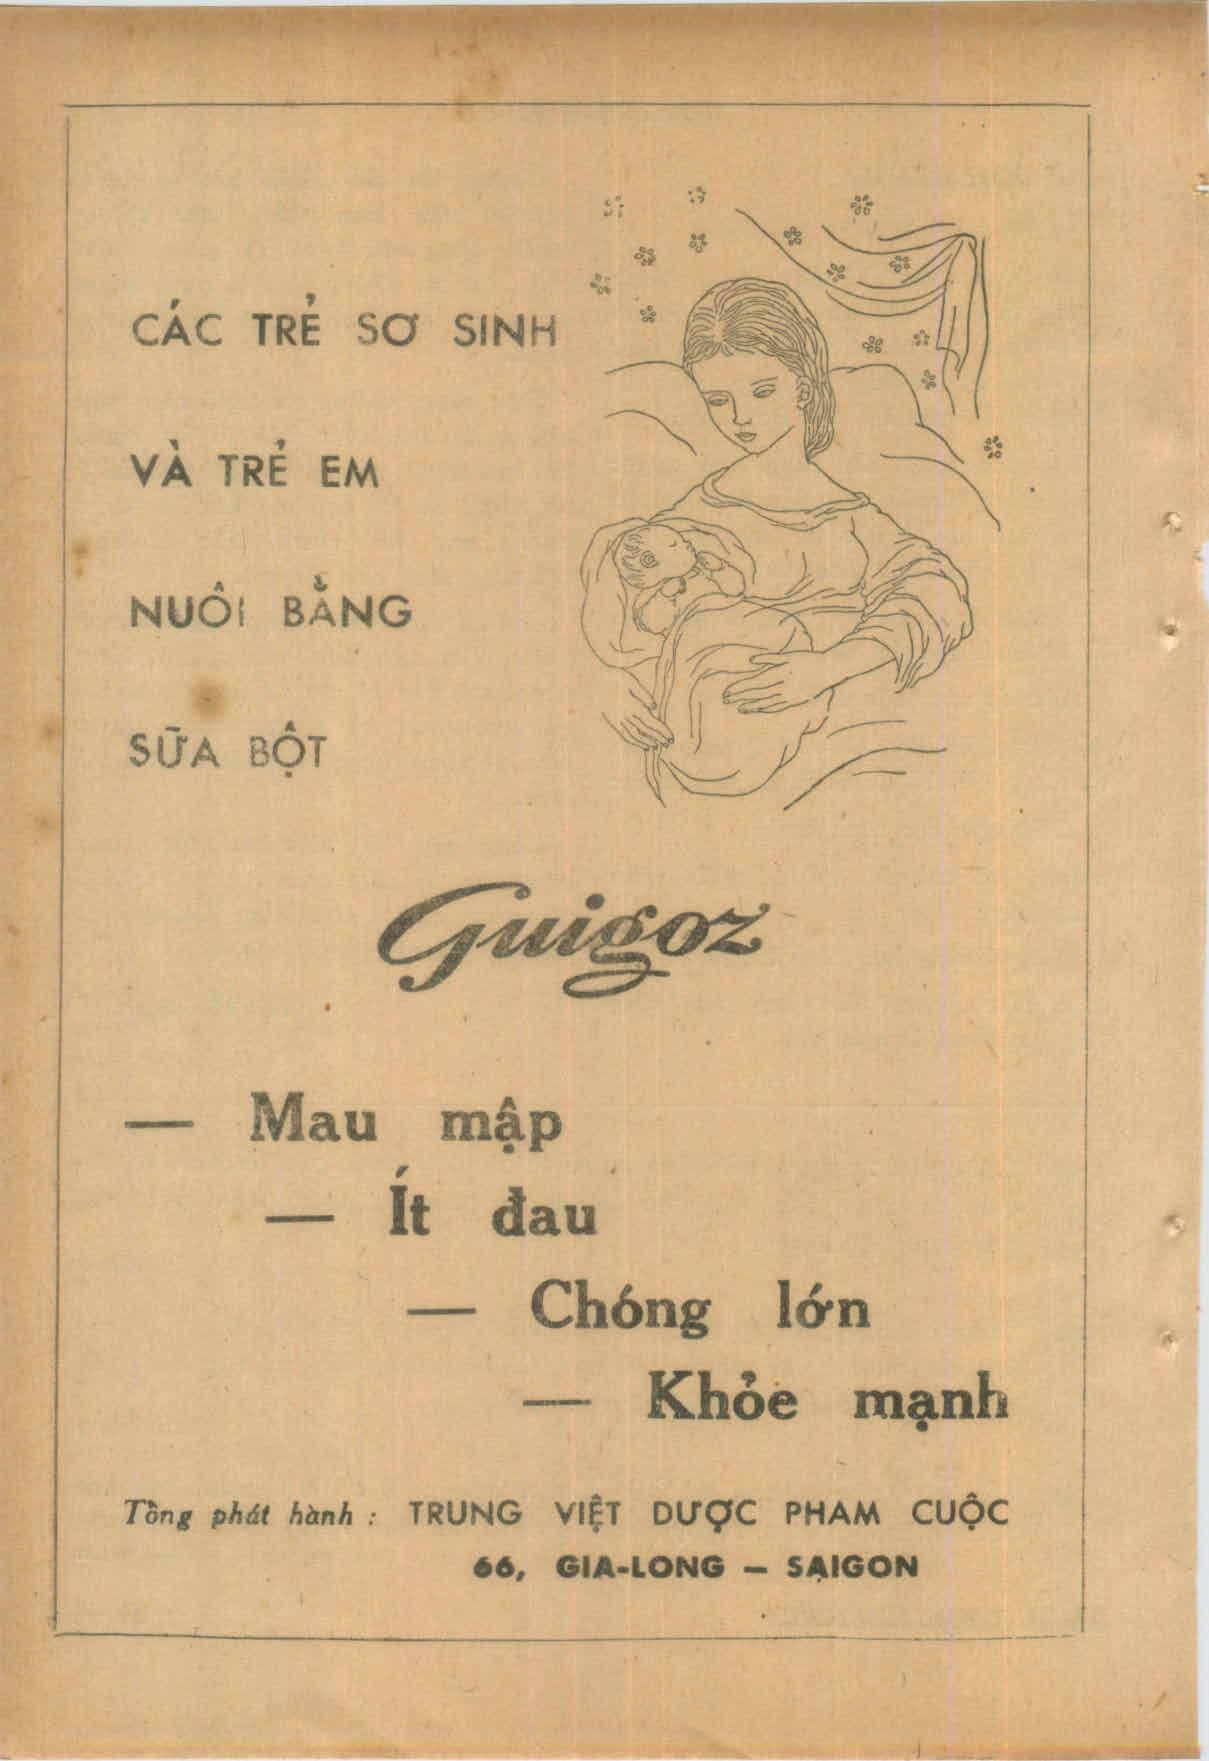 CÁC TRẺ SƠ SINH
VÀ TRẺ EM
NUÔI BẰNG
SỮA BỘT
Guigoz
— Mau mập
— Ít đau
— Chóng lớn
— Khỏe mạnh
Tồng phát hành : TRUNG VIỆT DƯỢC PHAM CUỘC
66, GIA-LONG — SAIGON